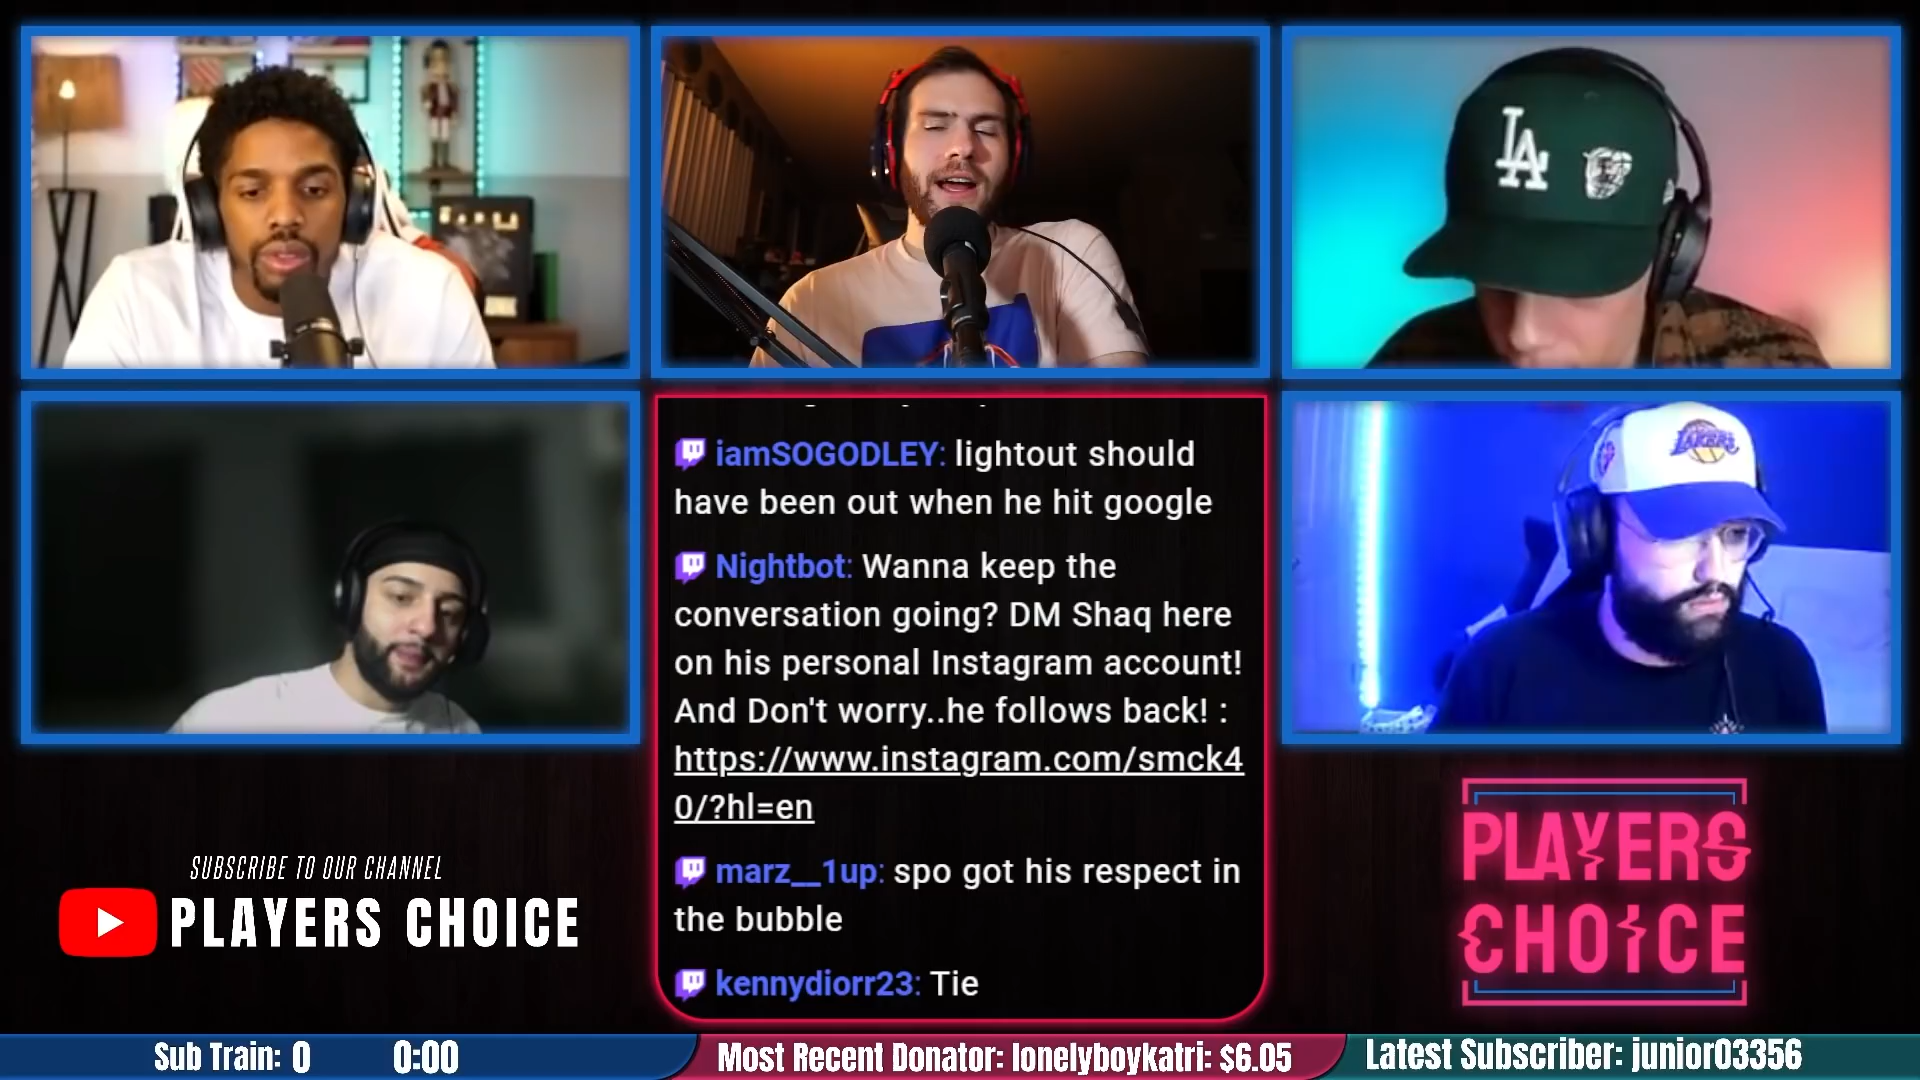 LA
LAKERS
iamSOGODLEY: lightout should
have been out when he hit google
Nightbot: Wanna keep the
conversation going? DM Shaq here
on his personal Instagram account!
And Don't worry..he follows back! :
https://www.instagram.com/smck4
0/?hl=en
marz__1up: spo got his respect in
the bubble
kennydiorr23: Tie
SUBSCRIBE TO OUR CHANNEL
PLAYERS CHOICE
PLAYERS
CHOICE
Sub Train: 0 0:00
Most Recent Donator: lonelyboykatri: $6.05
Latest Subscriber: junior03356